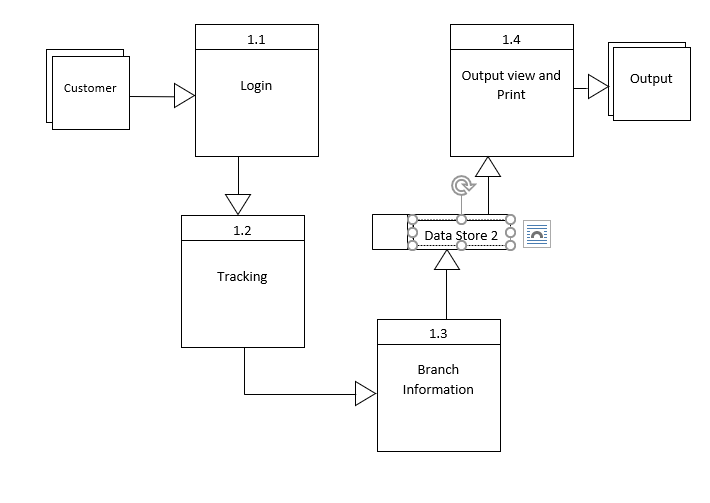 Customer
1.1
Login
1.2
Tracking
1.3
Branch
Information
Data Store 2
1.4
Output view and
Print
Output